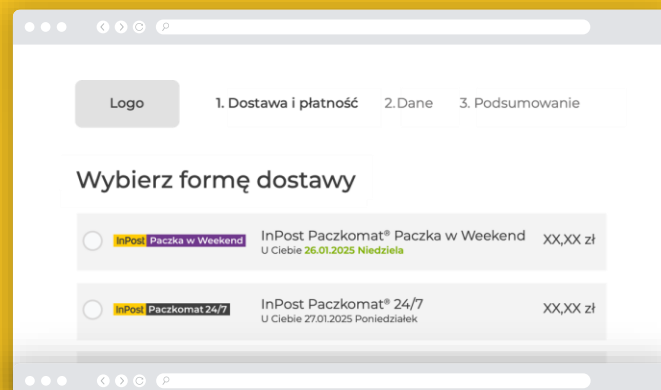 Logo
1. Dostawa i płatność 2.Dane 3. Podsumowanie
Wybierz formę dostawy
InPost Paczka w Weekend InPost Paczkomat® Paczka w Weekend XX,XX zł
U Ciebie 26.01.2025 Niedziela
InPost Paczkomat 24/7 InPost Paczkomat® 24/7 XX,XX zł
U Ciebie 27.01.2025 Poniedziałek